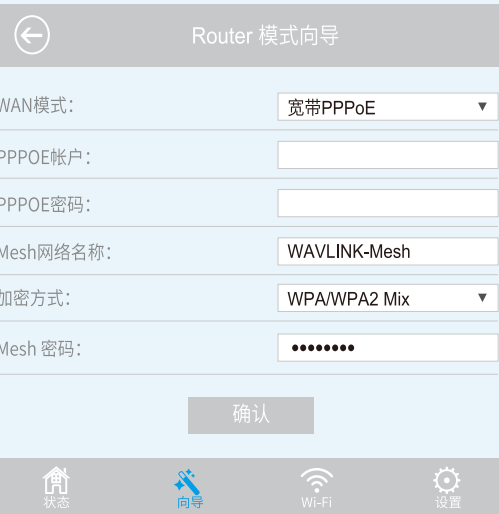 Router 模式向导
WAN模式： 宽带PPPoE
PPPOE帐户：
PPPOE密码：
Mesh网络名称： WAVLINK-Mesh
加密方式： WPA/WPA2 Mix
Mesh 密码： ••••••••
确认
状态 向导 Wi-Fi 设置